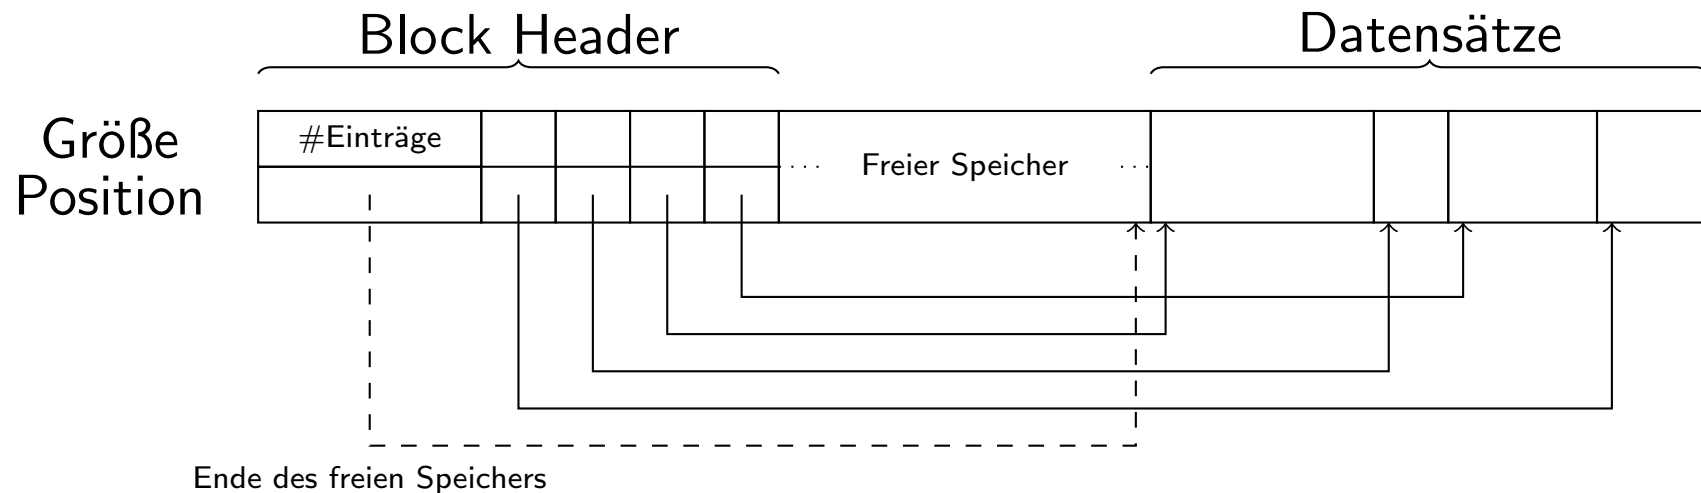 Block Header
Datensätze
Größe
Position
#Einträge
... Freier Speicher ...
Ende des freien Speichers